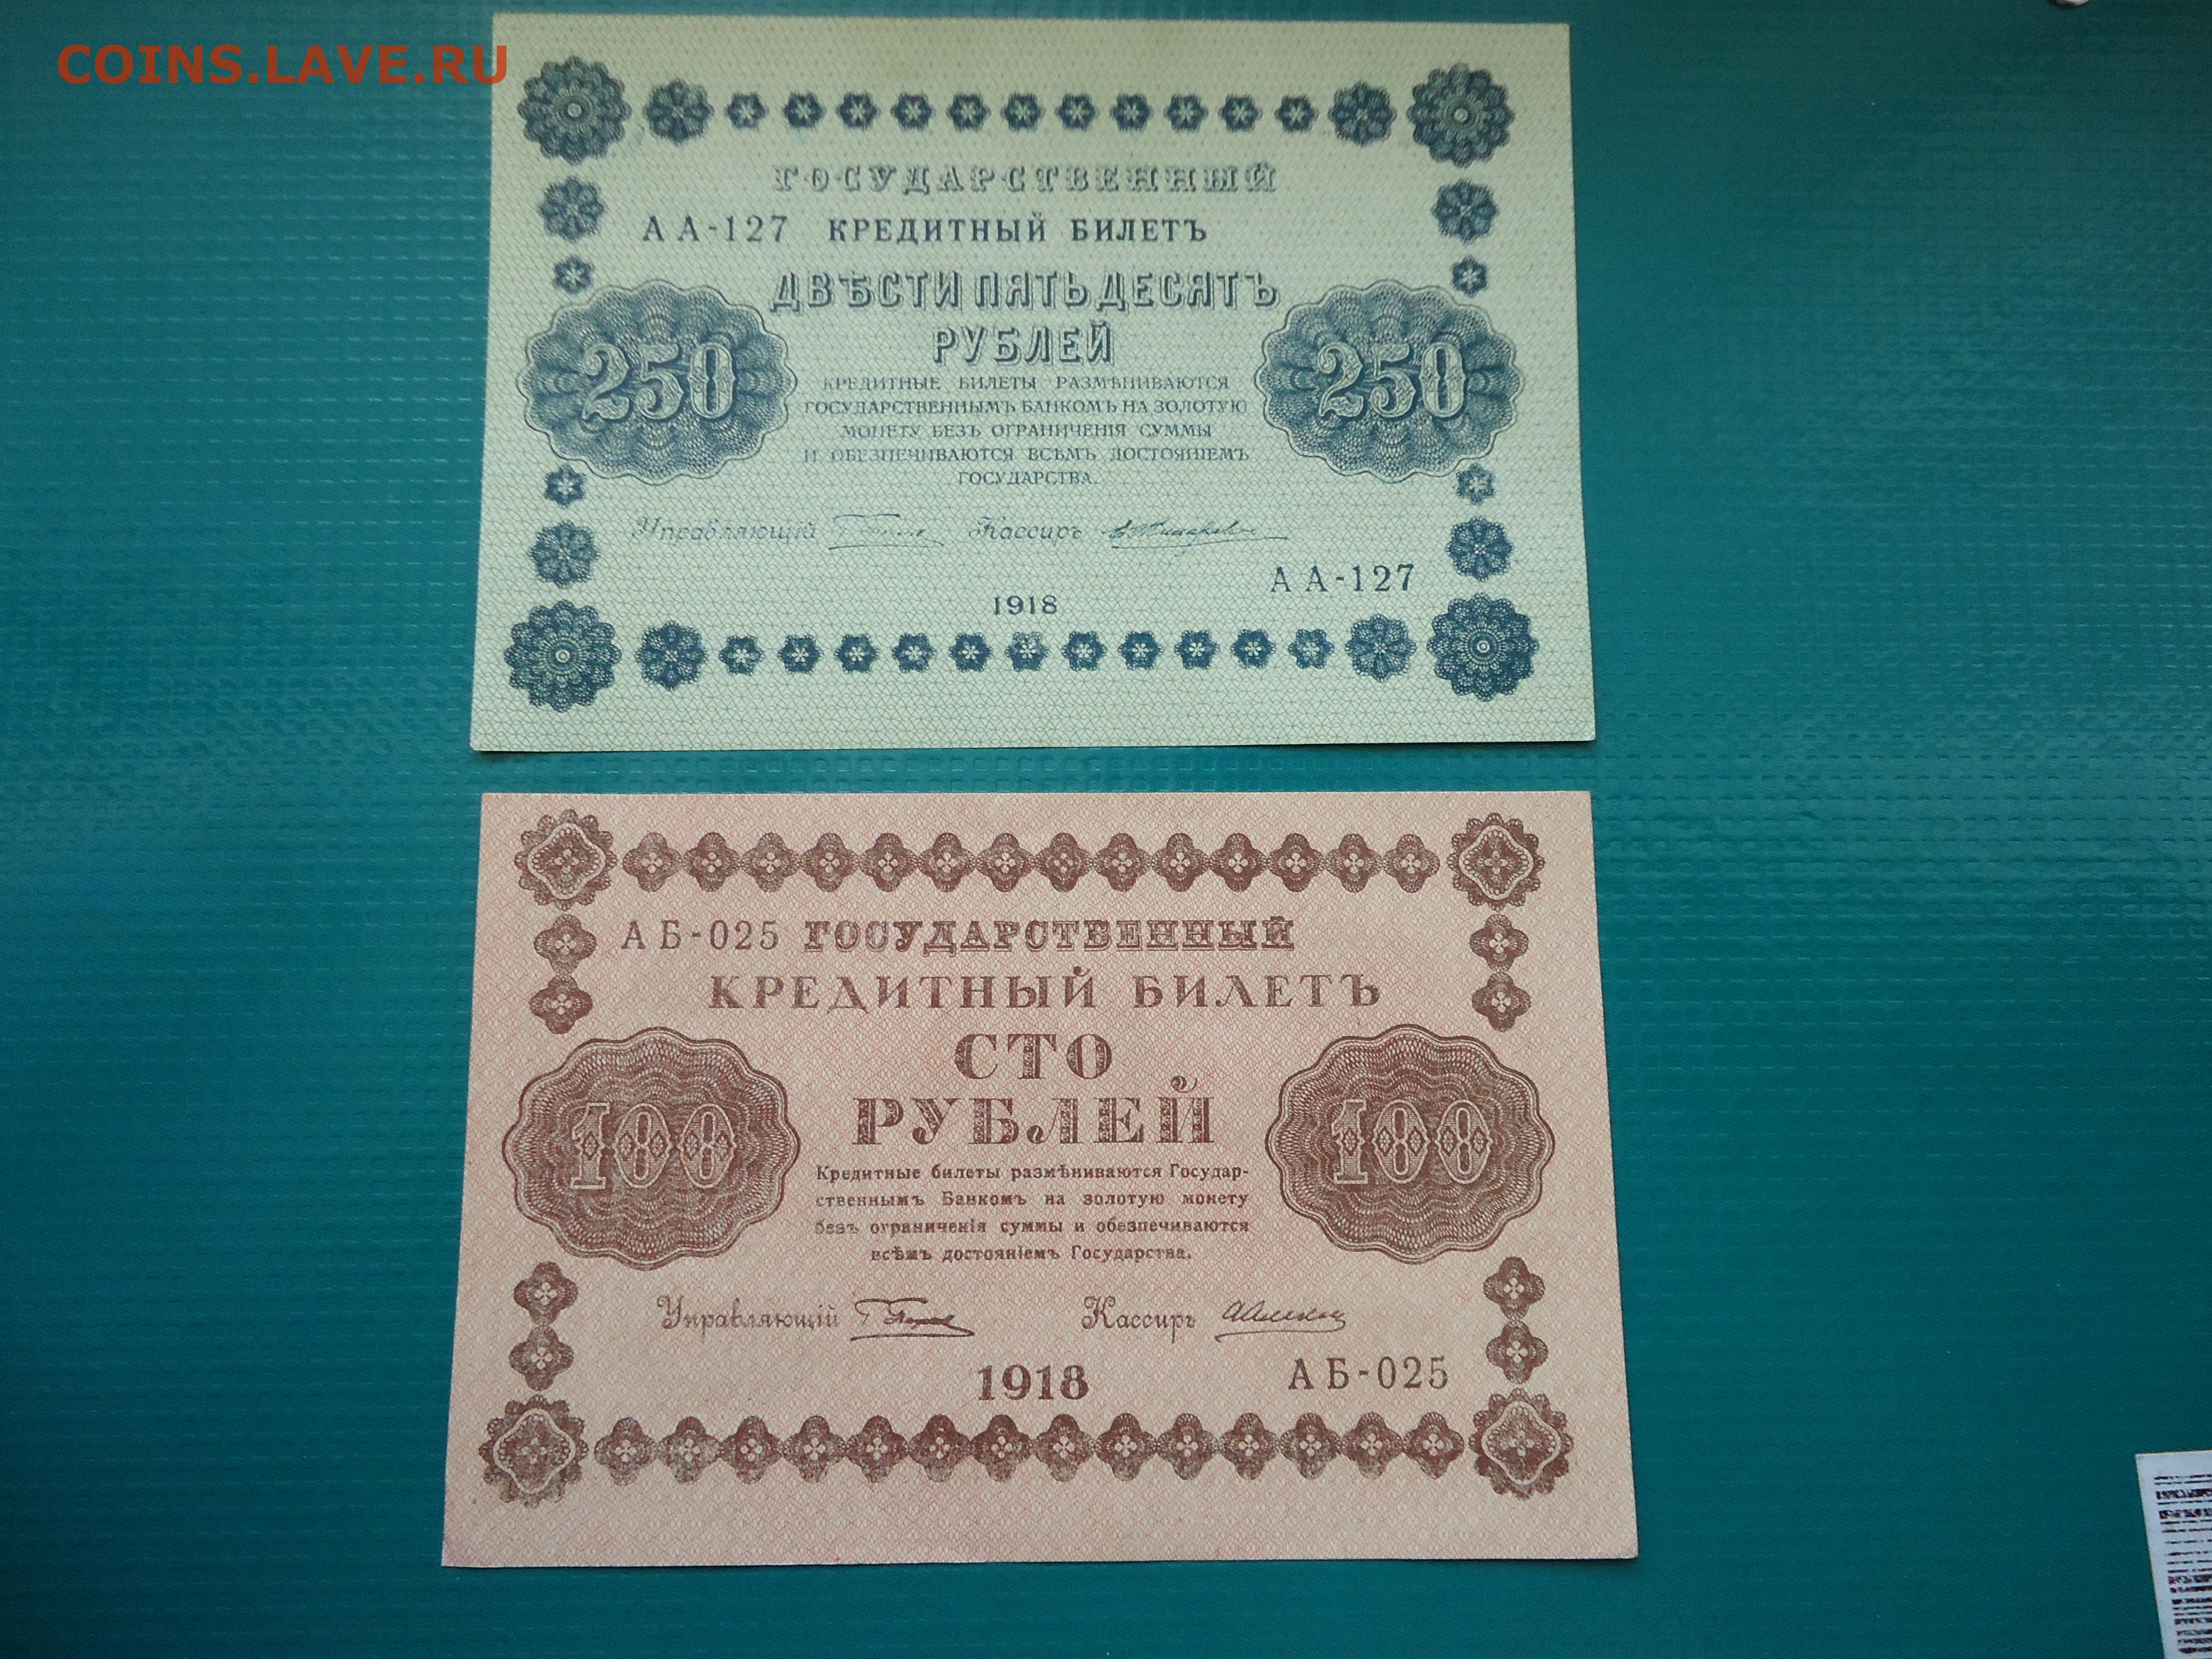 COINS.LAVE.RU
ГОСУДАРСТВЕННЫЙ
АА-127 КРЕДИТНЫЙ БИЛЕТЪ
ДВѢСТИ ПЯТЬДЕСЯТЪ
РУБЛЕЙ
250 250
КРЕДИТНЫЕ БИЛЕТЫ РАЗМѢНИВАЮТСЯ
ГОСУДАРСТВЕННЫМЪ БАНКОМЪ НА ЗОЛОТУЮ
МОНЕТУ БЕЗЪ ОГРАНИЧЕНІЯ СУММЫ
И ОБЕЗПЕЧИВАЮТСЯ ВСѢМЪ ДОСТОЯНІЕМЪ
ГОСУДАРСТВА.
Управляющій Кассиръ
АА-127
1918
АБ-025 ГОСУДАРСТВЕННЫЙ
КРЕДИТНЫЙ БИЛЕТЪ
СТО
РУБЛЕЙ
100 100
Кредитные билеты размѣниваются Государ-
ственнымъ Банкомъ на золотую монету
безъ ограниченія суммы и обезпечиваются
всѣмъ достояніемъ Государства.
Управляющій Кассиръ
1918 АБ-025